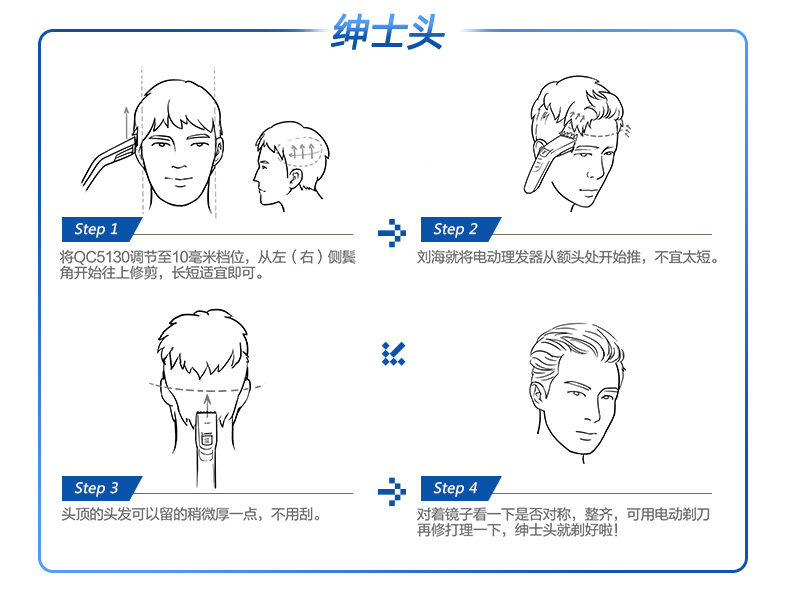 绅士头
Step 1
将QC5130调节至10毫米档位，从左（右）侧鬓
角开始往上修剪，长短适宜即可。
Step 2
刘海就将电动理发器从额头处开始推，不宜太短。
Step 3
头顶的头发可以留的稍微厚一点，不用刮。
Step 4
对着镜子看一下是否对称，整齐，可用电动剃刀
再修打理一下，绅士头就剃好啦！